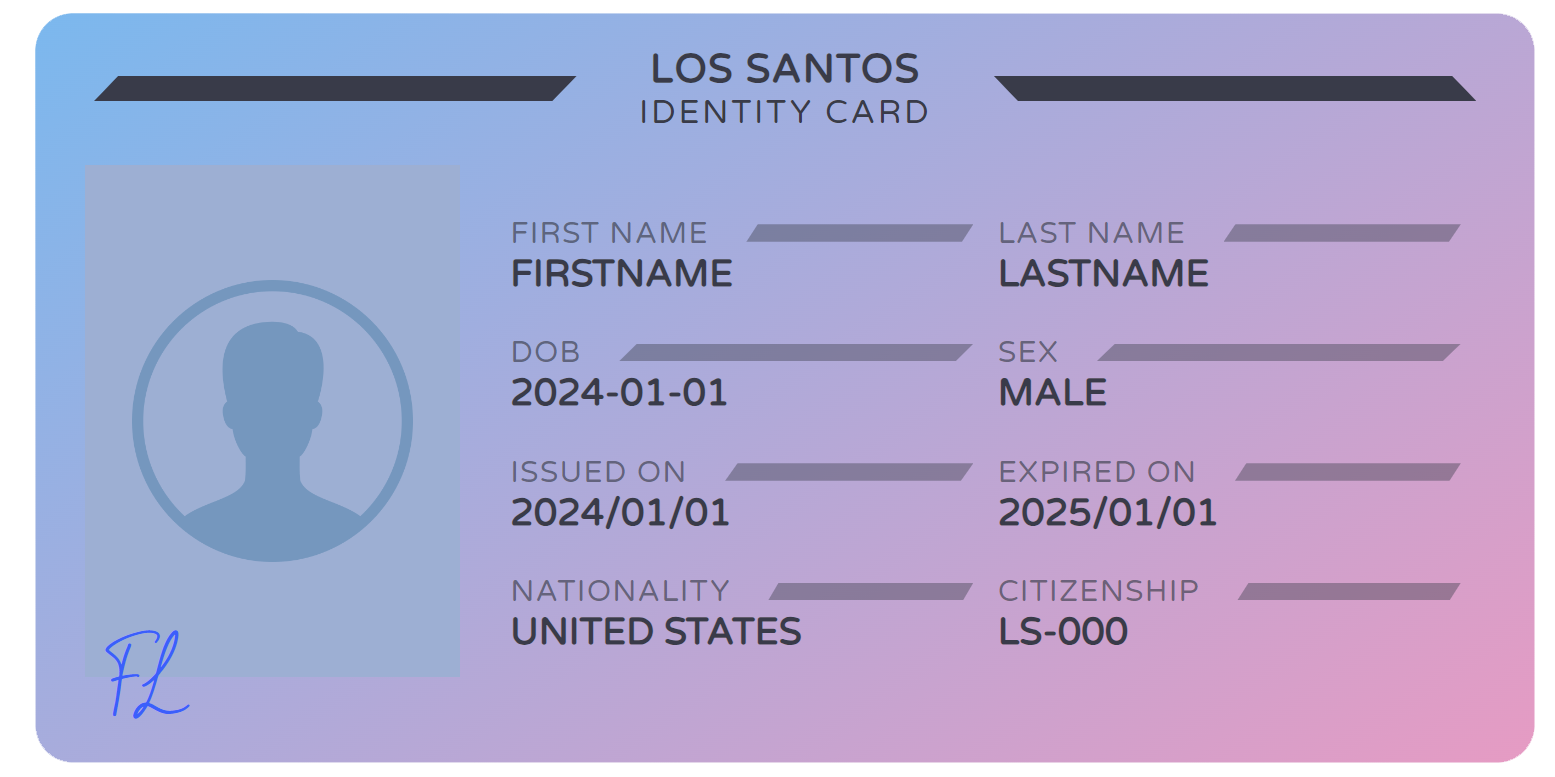 LOS SANTOS
IDENTITY CARD
FIRST NAME LAST NAME
FIRSTNAME LASTNAME
DOB SEX
2024-01-01 MALE
ISSUED ON EXPIRED ON
2024/01/01 2025/01/01
NATIONALITY CITIZENSHIP
UNITED STATES LS-000
FL